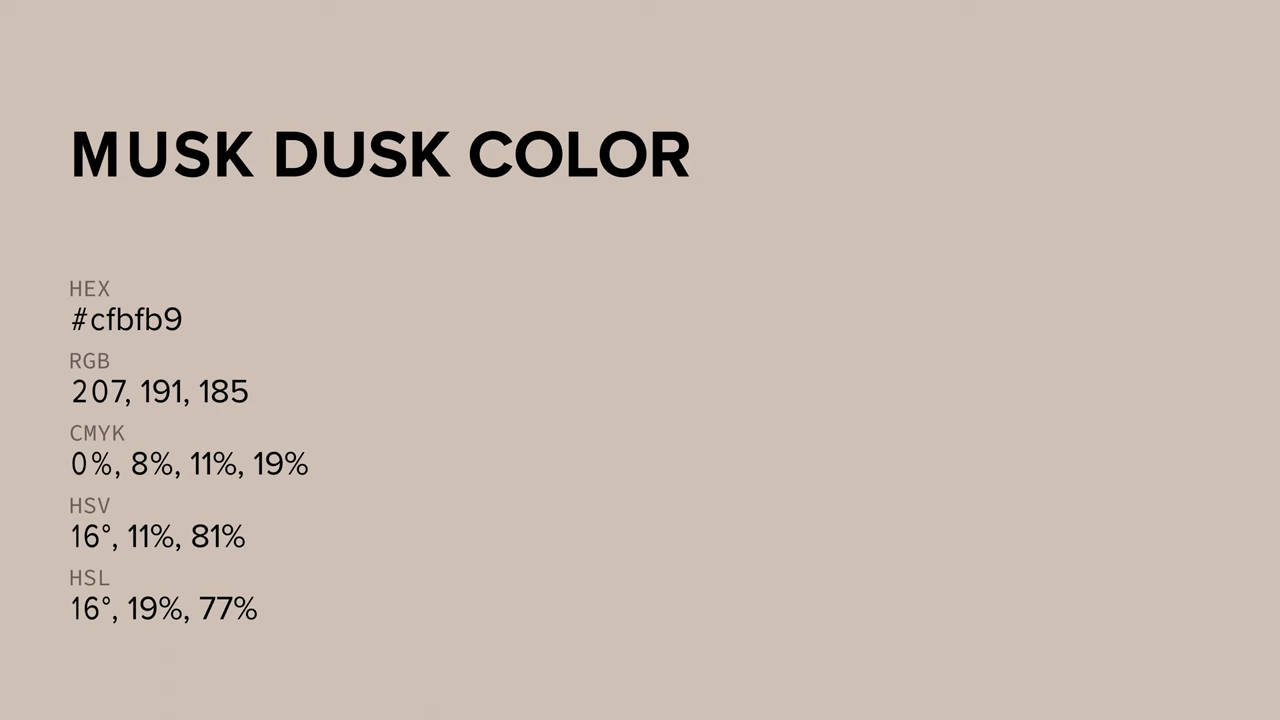 MUSK DUSK COLOR
HEX
#cfbfb9
RGB
207, 191, 185
CMYK
0%, 8%, 11%, 19%
HSV
16°, 11%, 81%
HSL
16°, 19%, 77%